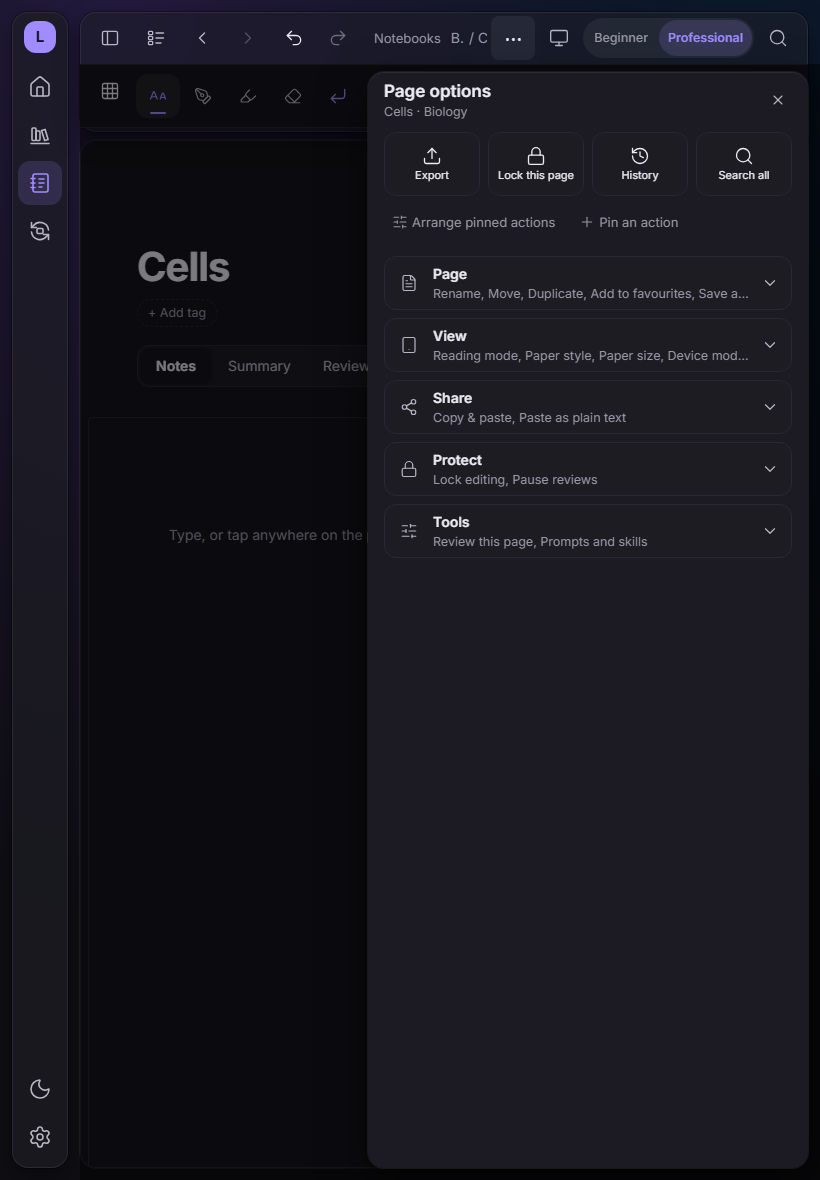 L
Notebooks B. / C
Beginner Professional
AA
Page options
Cells · Biology
Export
Lock this page
History
Search all
Arrange pinned actions
Pin an action
Page
Rename, Move, Duplicate, Add to favourites, Save a...
View
Reading mode, Paper style, Paper size, Device mod...
Share
Copy & paste, Paste as plain text
Protect
Lock editing, Pause reviews
Tools
Review this page, Prompts and skills
Cells
+ Add tag
Notes Summary Review
Type, or tap anywhere on the